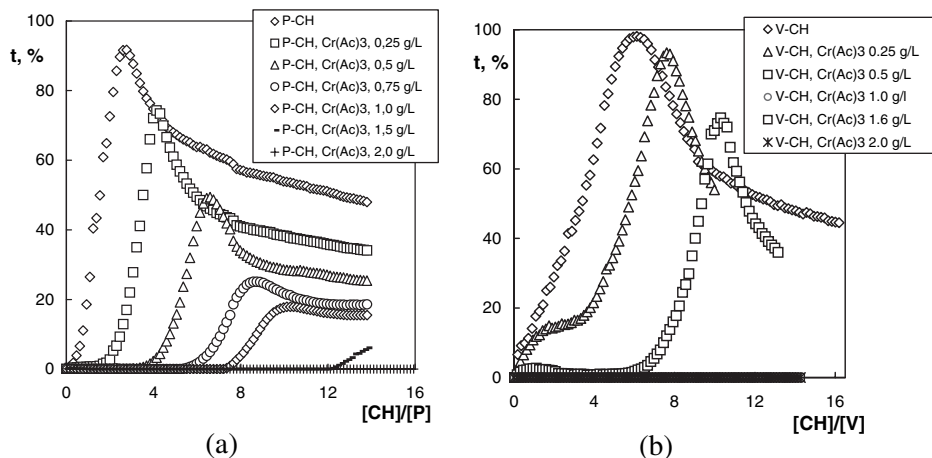 t, %
100
80
60
40
20
0
0
4
8
12
16
[CH]/[P]
P-CH
P-CH, Cr(Ac)3, 0,25 g/L
P-CH, Cr(Ac)3, 0,5 g/L
P-CH, Cr(Ac)3, 0,75 g/L
P-CH, Cr(Ac)3, 1,0 g/L
P-CH, Cr(Ac)3, 1,5 g/L
P-CH, Cr(Ac)3, 2,0 g/L
(a)
t, %
100
80
60
40
20
0
0
4
8
12
16
[CH]/[V]
V-CH
V-CH, Cr(Ac)3 0.25 g/L
V-CH, Cr(Ac)3 0.5 g/L
V-CH, Cr(Ac)3 1.0 g/l
V-CH, Cr(Ac)3 1.6 g/L
V-CH, Cr(Ac)3 2.0 g/L
(b)